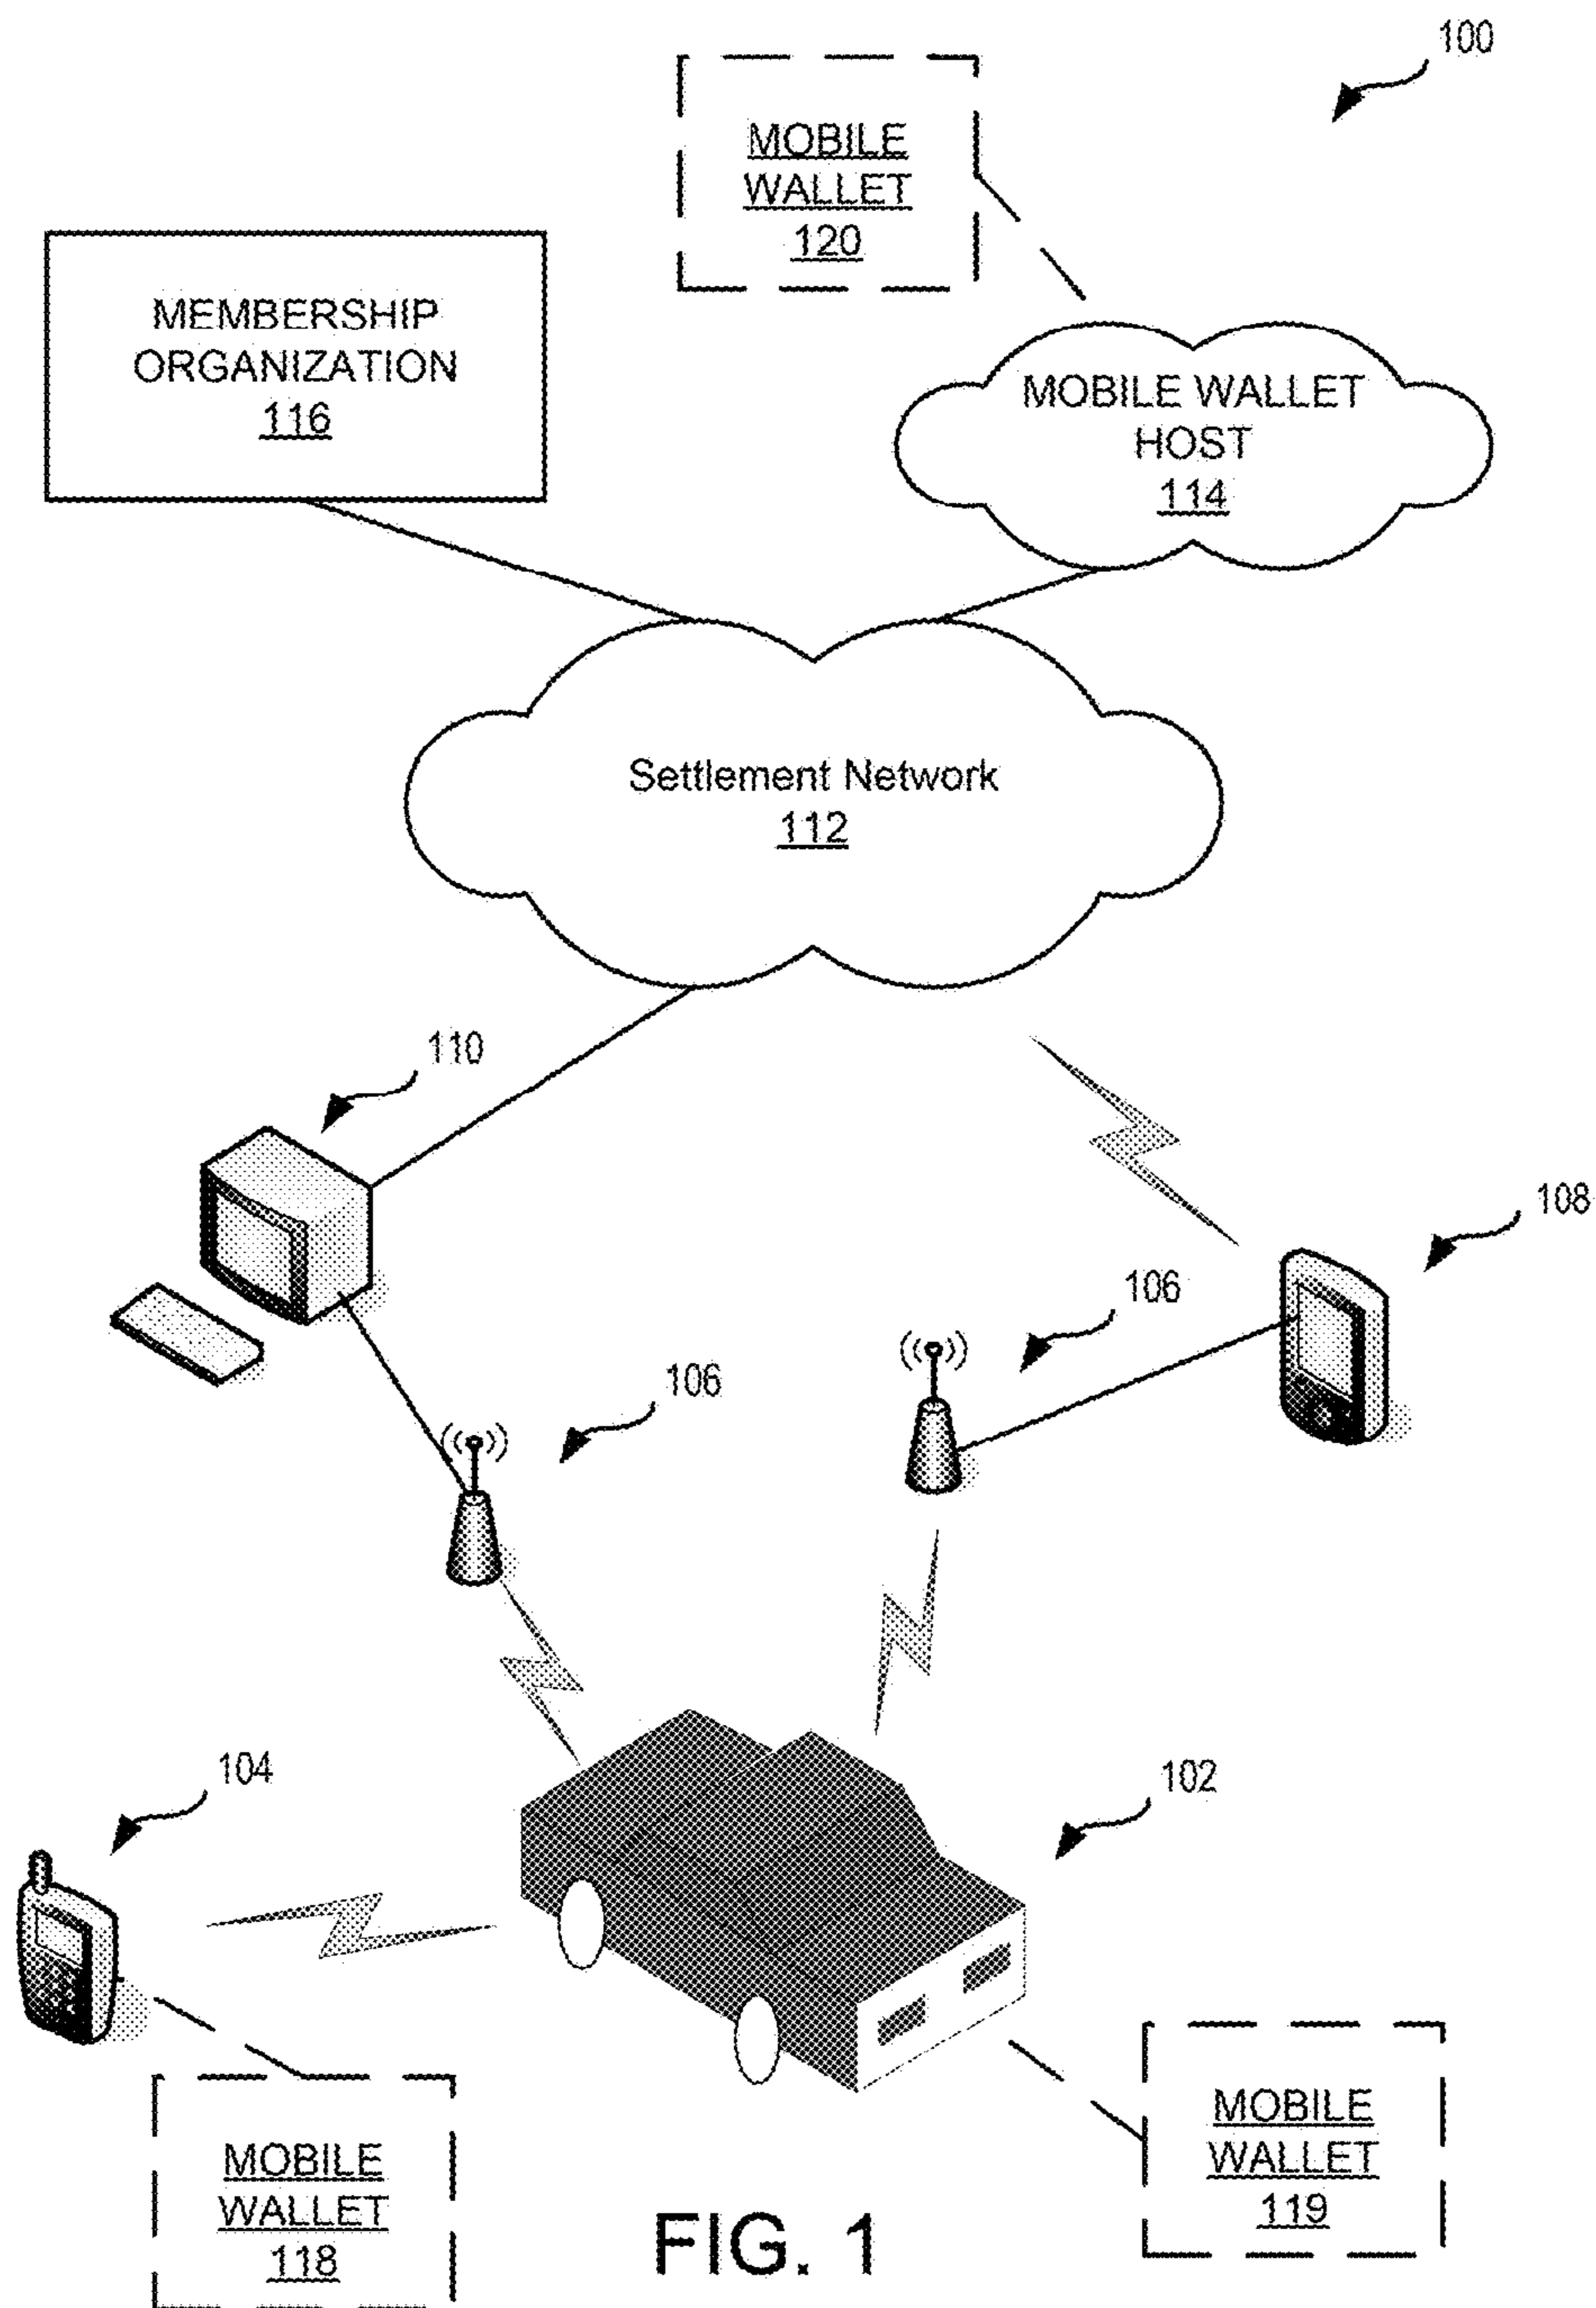 100
MOBILE
WALLET
120
MEMBERSHIP
ORGANIZATION
116
MOBILE WALLET
HOST
114
Settlement Network
112
110
108
106
106
104
102
MOBILE
WALLET
119
MOBILE
WALLET
118
FIG. 1